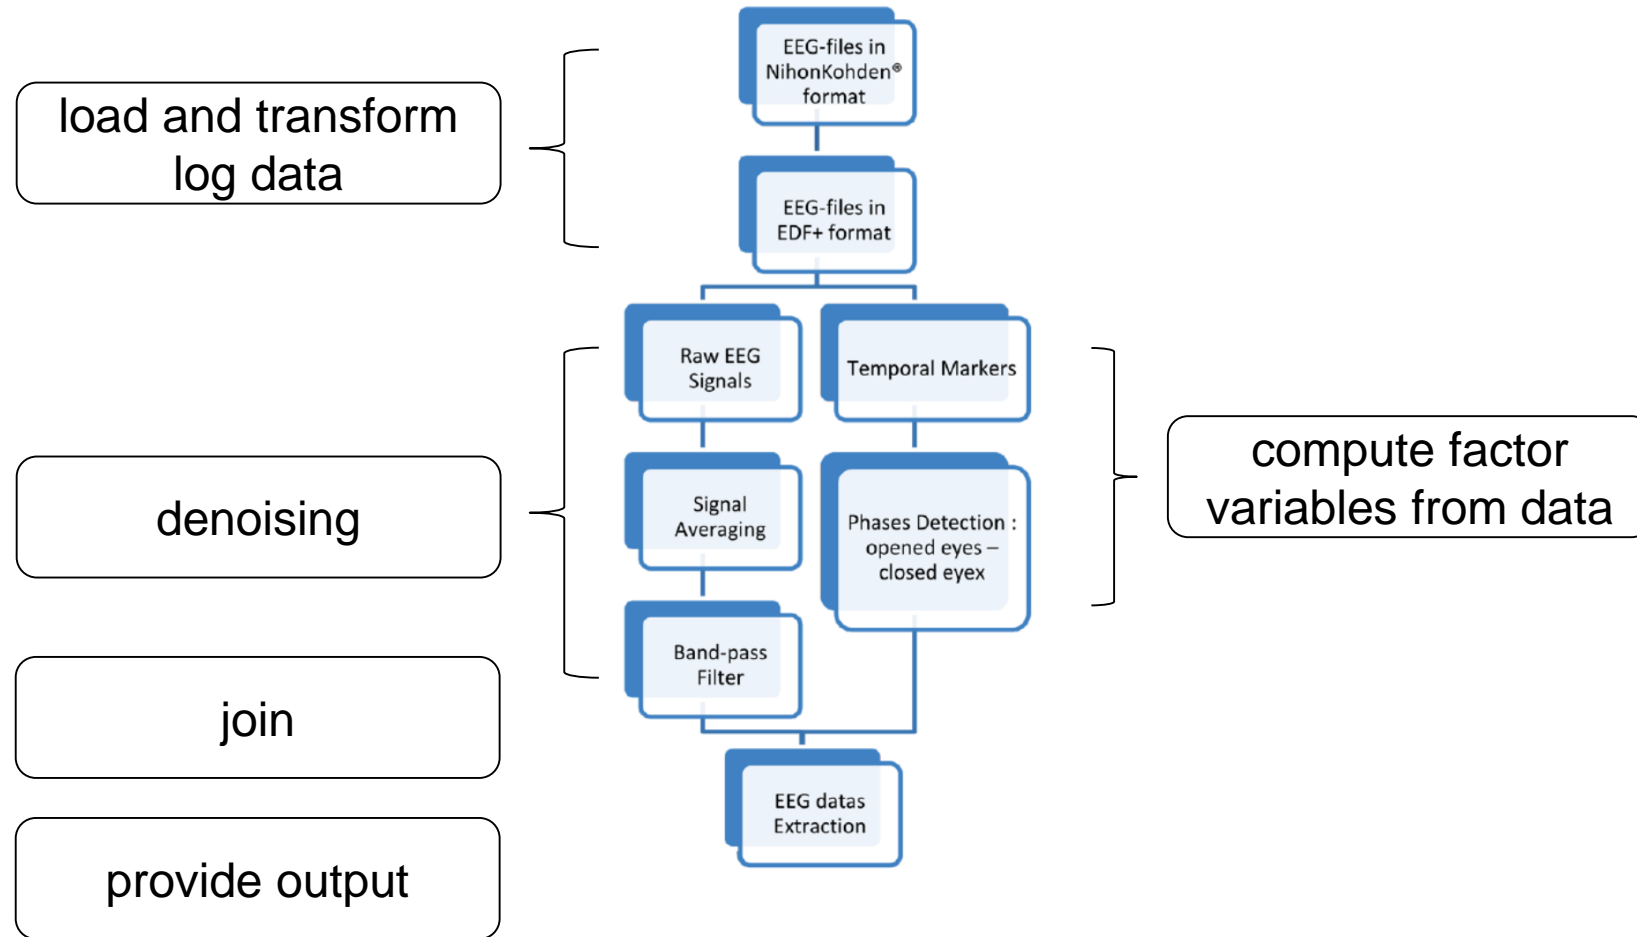 EEG-files in
NihonKohden®
format
load and transform
log data
EEG-files in
EDF+ format
Raw EEG
Signals
Temporal Markers
compute factor
variables from data
denoising
Signal
Averaging
Phases Detection :
opened eyes –
closed eyex
Band-pass
Filter
join
EEG datas
Extraction
provide output